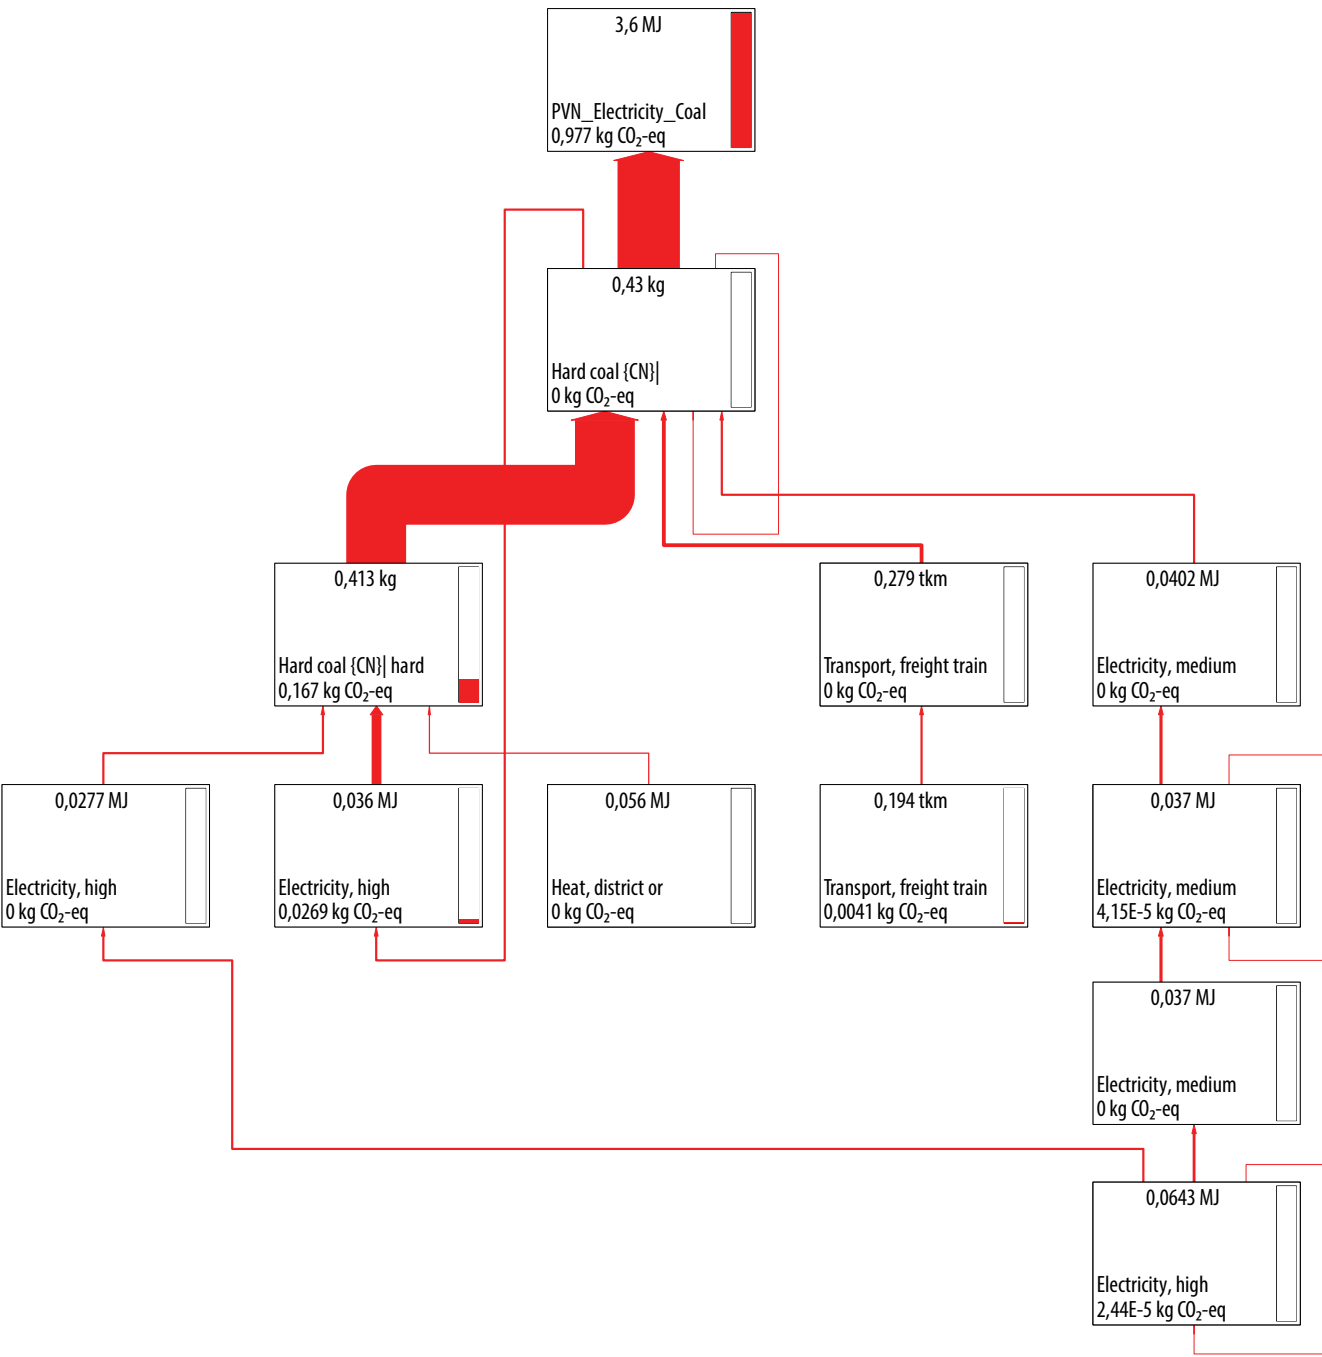 3,6 MJ
PVN_Electricity_Coal
0,977 kg CO₂-eq
0,43 kg
Hard coal {CN}|
0 kg CO₂-eq
0,413 kg
Hard coal {CN}| hard
0,167 kg CO₂-eq
0,279 tkm
Transport, freight train
0 kg CO₂-eq
0,0402 MJ
Electricity, medium
0 kg CO₂-eq
0,0277 MJ
Electricity, high
0 kg CO₂-eq
0,036 MJ
Electricity, high
0,0269 kg CO₂-eq
0,056 MJ
Heat, district or
0 kg CO₂-eq
0,194 tkm
Transport, freight train
0,0041 kg CO₂-eq
0,037 MJ
Electricity, medium
4,15E-5 kg CO₂-eq
0,037 MJ
Electricity, medium
0 kg CO₂-eq
0,0643 MJ
Electricity, high
2,44E-5 kg CO₂-eq